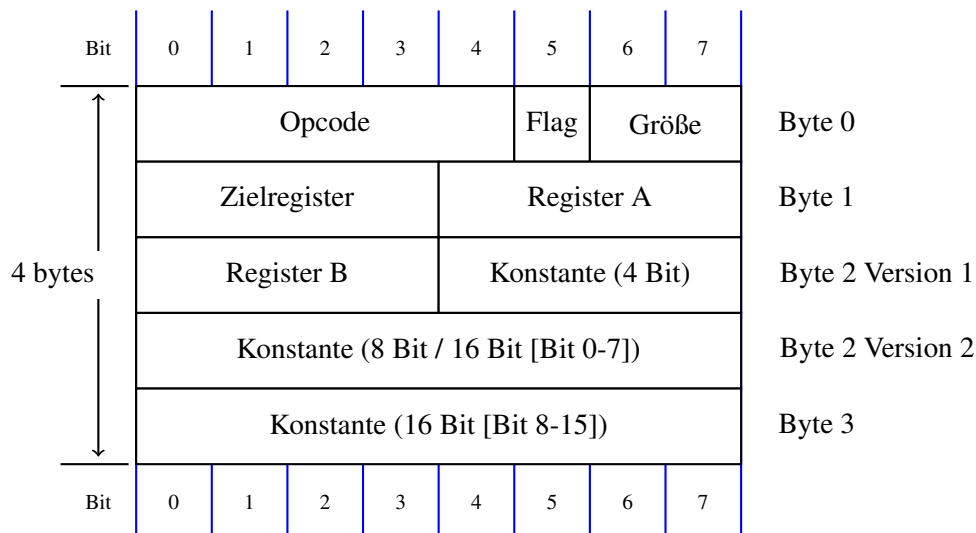 Bit 0 1 2 3 4 5 6 7
Opcode Flag Größe Byte 0
Zielregister Register A Byte 1
4 bytes Register B Konstante (4 Bit) Byte 2 Version 1
Konstante (8 Bit / 16 Bit [Bit 0-7]) Byte 2 Version 2
Konstante (16 Bit [Bit 8-15]) Byte 3
Bit 0 1 2 3 4 5 6 7